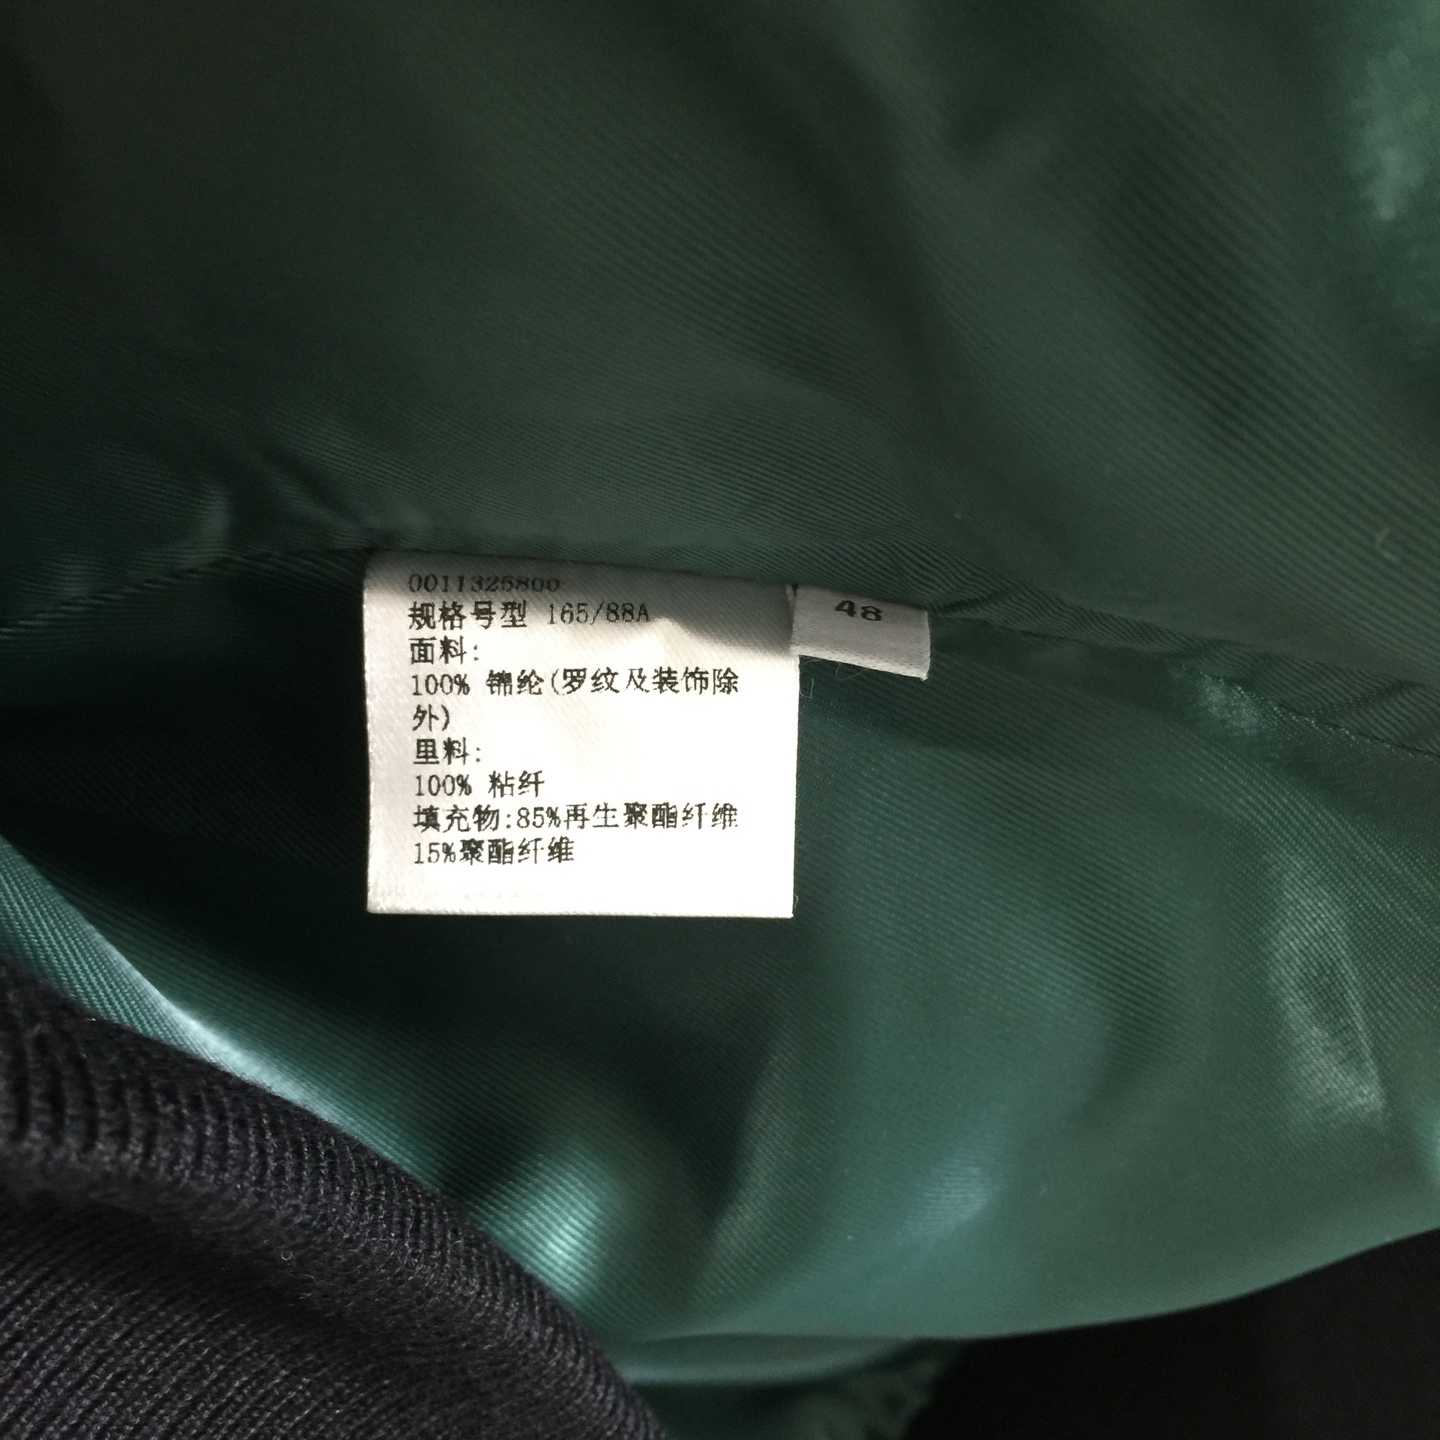 0011325800
规格号型 165/88A
面料:
100% 锦纶(罗纹及装饰除
外)
里料:
100% 粘纤
填充物:85%再生聚酯纤维
15%聚酯纤维
48